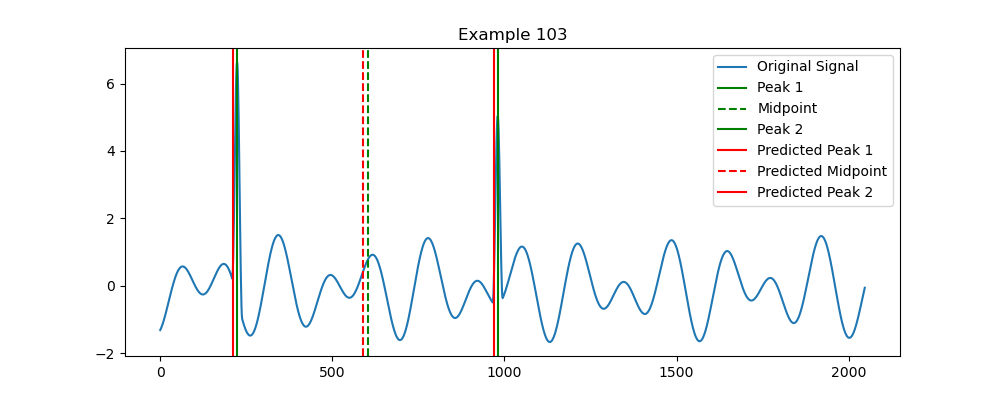 Example 103
Original Signal
Peak 1
Midpoint
Peak 2
Predicted Peak 1
Predicted Midpoint
Predicted Peak 2
6
4
2
0
−2
0 500 1000 1500 2000